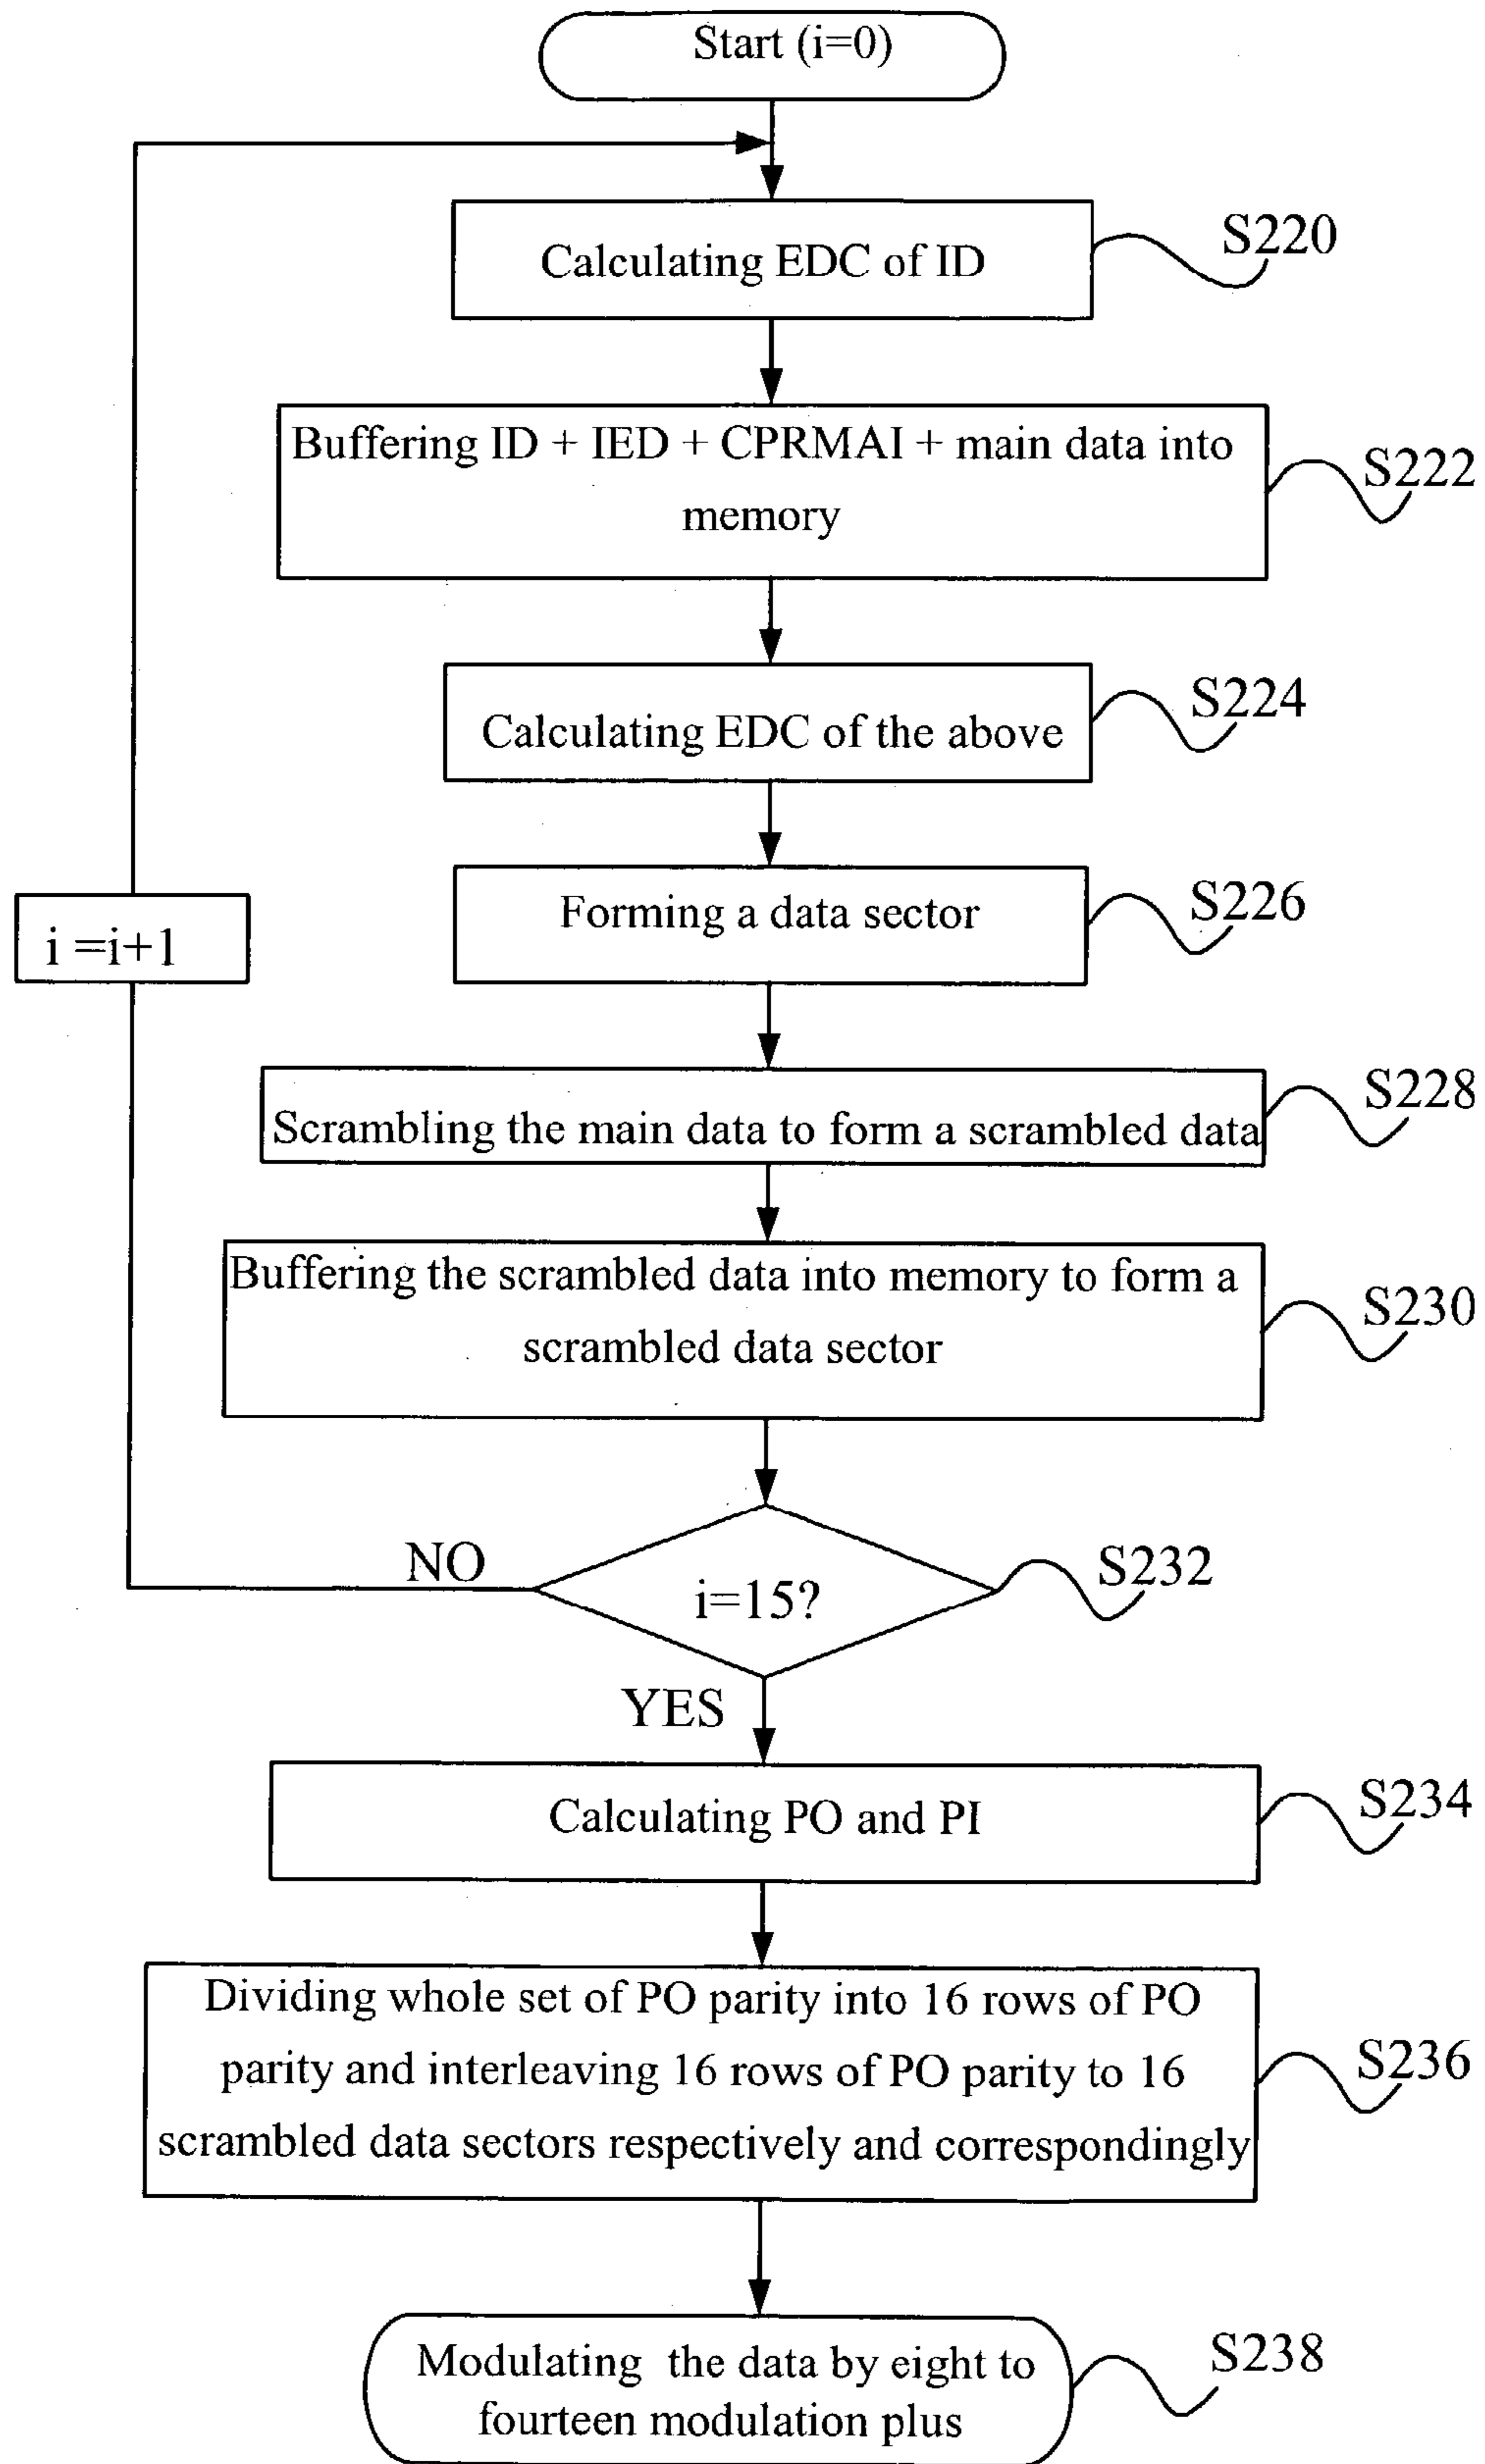 Start (i=0)
Calculating EDC of ID
S220
Buffering ID + IED + CPRMAI + main data into
memory
S222
Calculating EDC of the above
S224
Forming a data sector
S226
i =i+1
Scrambling the main data to form a scrambled data
S228
Buffering the scrambled data into memory to form a
scrambled data sector
S230
NO
i=15?
S232
YES
Calculating PO and PI
S234
Dividing whole set of PO parity into 16 rows of PO
parity and interleaving 16 rows of PO parity to 16
scrambled data sectors respectively and correspondingly
S236
Modulating the data by eight to
fourteen modulation plus
S238